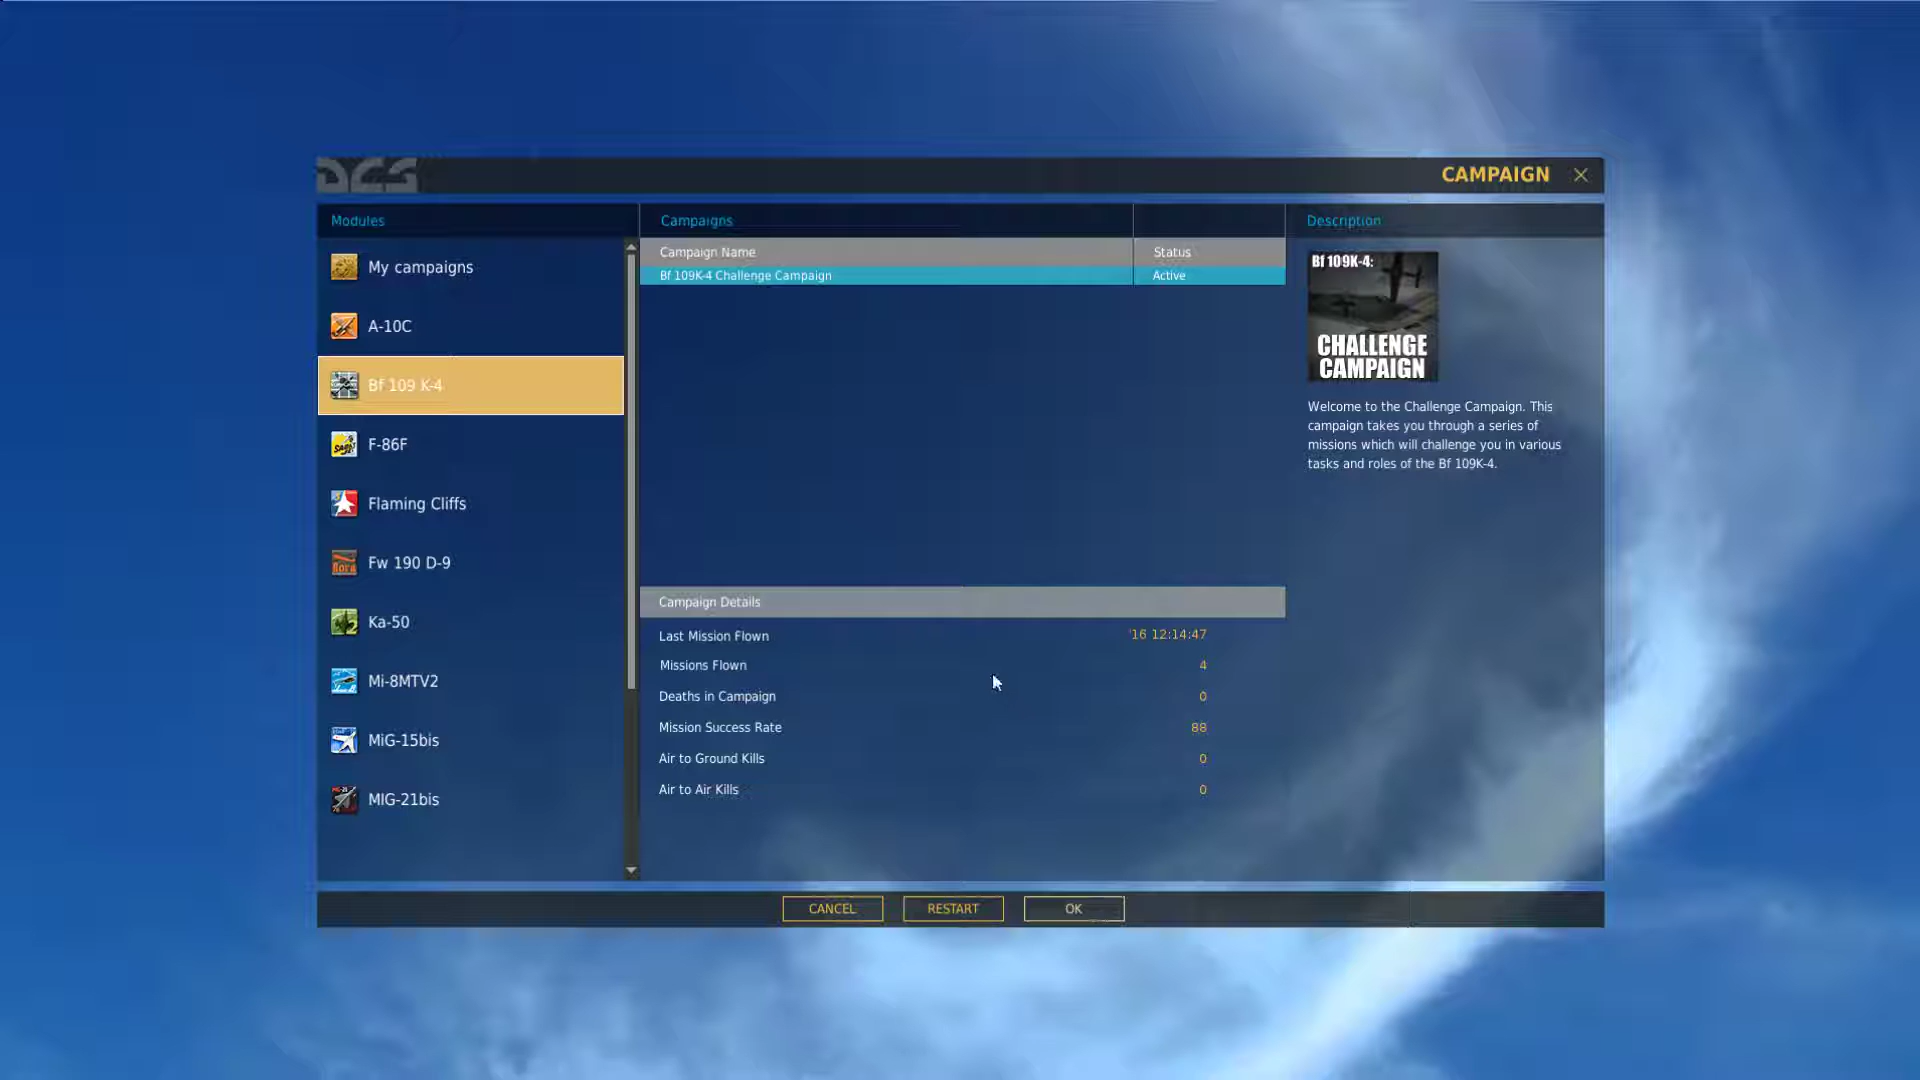 DCS
CAMPAIGN
Modules
My campaigns
A-10C
Bf 109 K-4
F-86F
Flaming Cliffs
Fw 190 D-9
Ka-50
Mi-8MTV2
MiG-15bis
MIG-21bis
Campaigns
Campaign Name Status
Bf 109K-4 Challenge Campaign Active
Campaign Details
Last Mission Flown '16 12:14:47
Missions Flown 4
Deaths in Campaign 0
Mission Success Rate 88
Air to Ground Kills 0
Air to Air Kills 0
Description
Bf 109K-4:
CHALLENGE
CAMPAIGN
Welcome to the Challenge Campaign. This
campaign takes you through a series of
missions which will challenge you in various
tasks and roles of the Bf 109K-4.
CANCEL RESTART OK